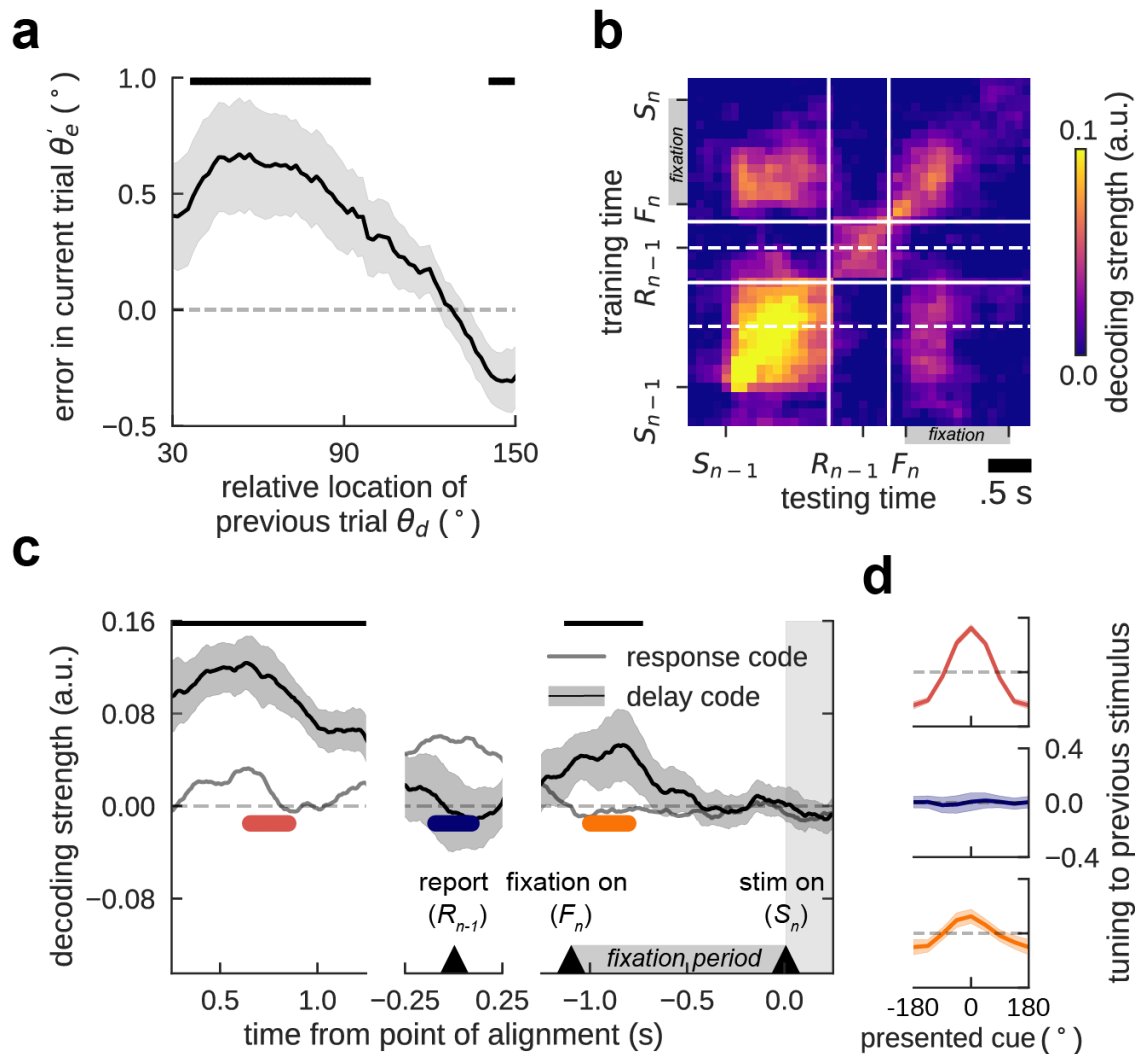 a
error in current trial θ′e (°)
1.0
0.5
0.0
−0.5
30
90
150
relative location of
previous trial θd (°)
b
training time
Sn
fixation
Fn
Rn−1
Sn−1
Sn−1
Rn−1
Fn
fixation
testing time
.5 s
0.1
0.0
decoding strength (a.u.)
c
decoding strength (a.u.)
0.16
0.08
0.00
−0.08
response code
delay code
report
(Rn-1)
fixation on
(Fn)
stim on
(Sn)
fixation period
0.5
1.0
−0.25
0.25
−1.0
−0.5
0.0
time from point of alignment (s)
d
0.4
0.0
−0.4
tuning to previous stimulus
-180
0
180
presented cue (°)